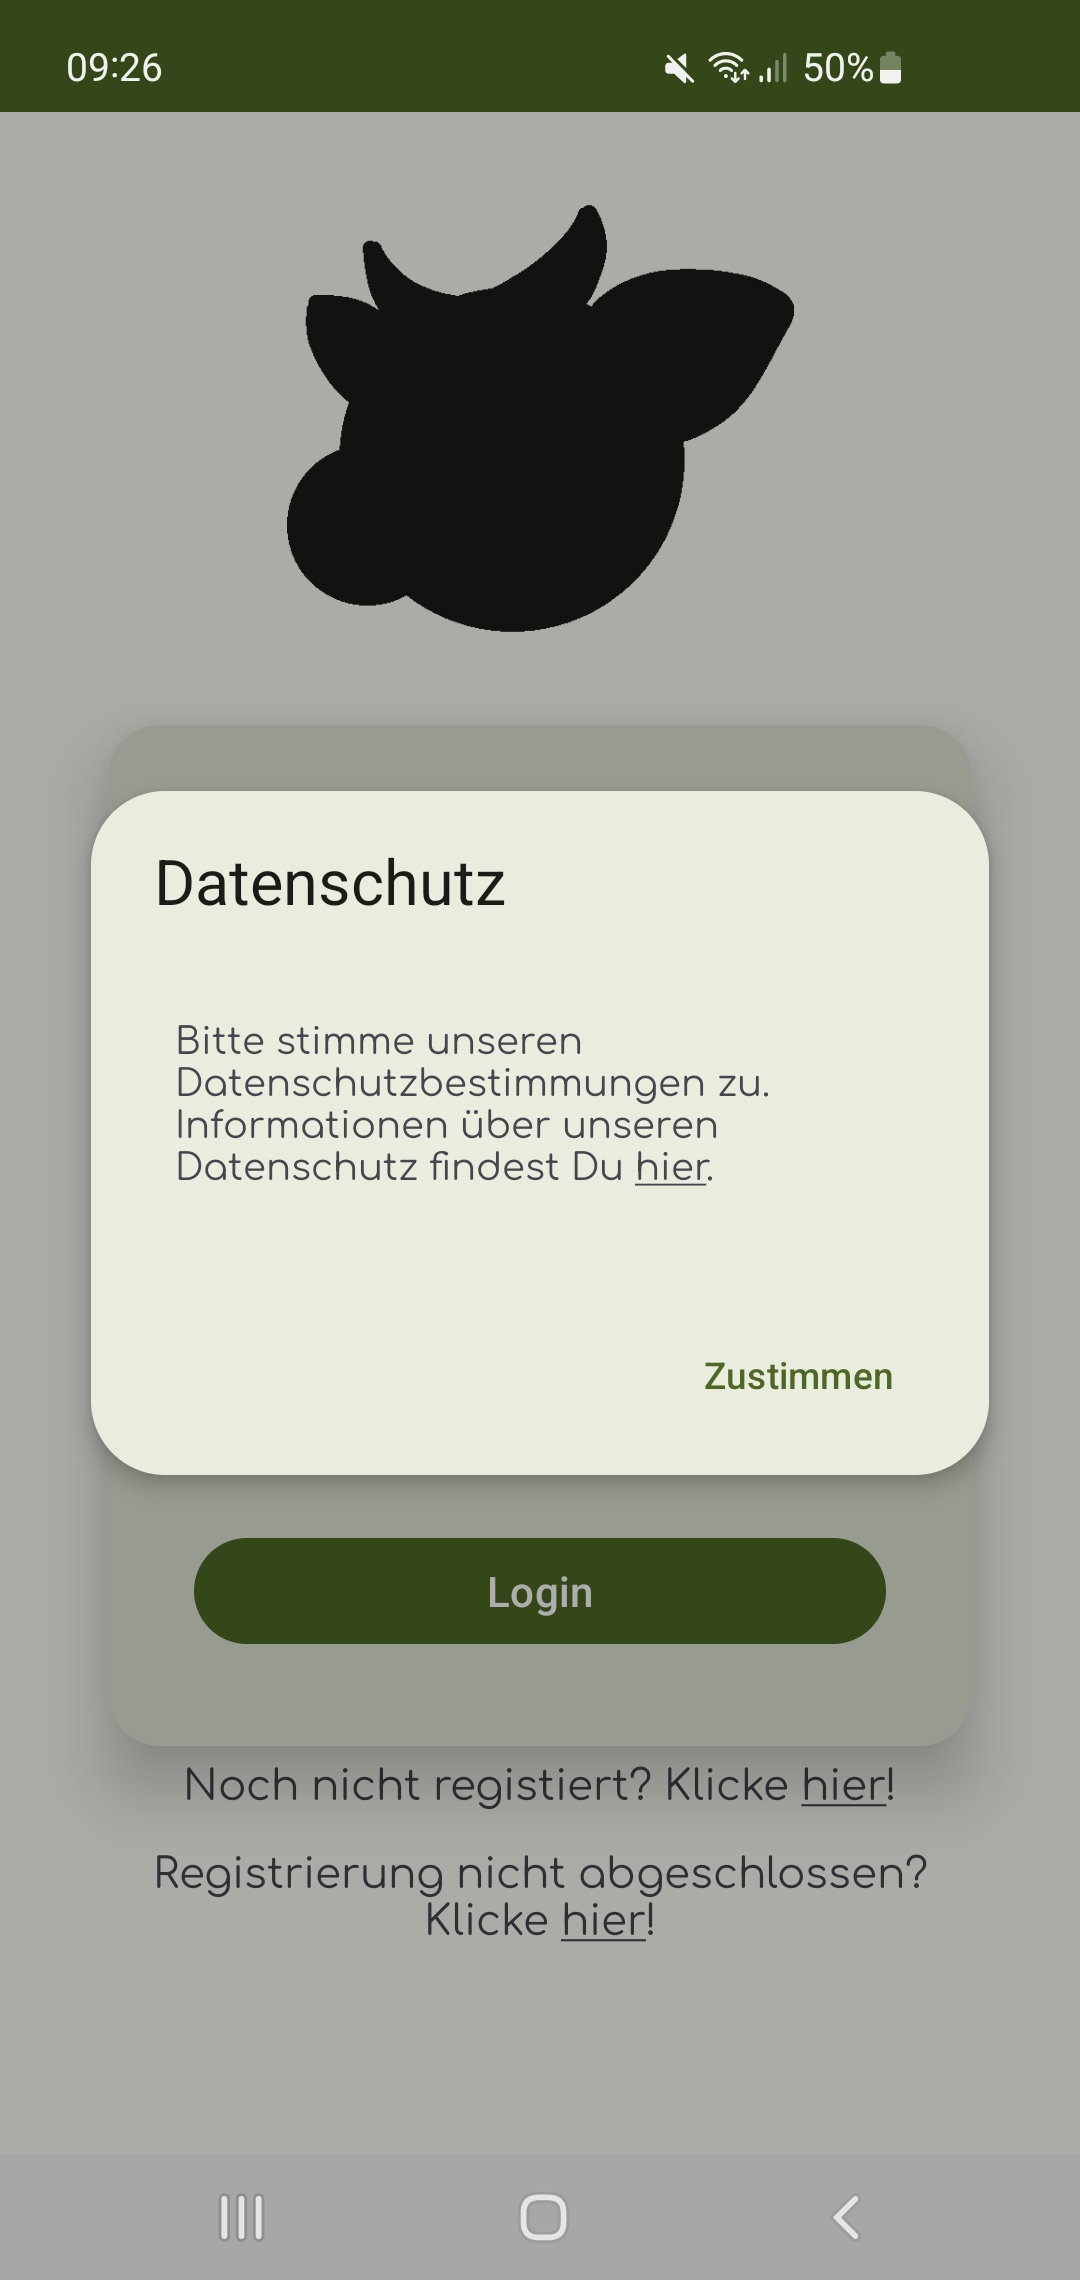 09:26
50%
Datenschutz
Bitte stimme unseren
Datenschutzbestimmungen zu.
Informationen über unseren
Datenschutz findest Du hier.
Zustimmen
Login
Noch nicht registiert? Klicke hier!
Registrierung nicht abgeschlossen?
Klicke hier!